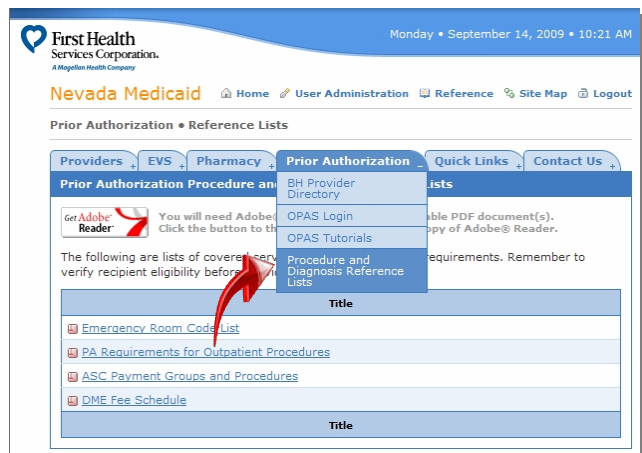 Monday • September 14, 2009 • 10:21 AM
First Health
Services Corporation.
A Magellan Health Company
Nevada Medicaid Home User Administration Reference Site Map Logout
Prior Authorization • Reference Lists
Providers + EVS + Pharmacy + Prior Authorization - Quick Links + Contact Us +
Prior Authorization Procedure an ists
BH Provider
Directory
OPAS Login
OPAS Tutorials
Procedure and
Diagnosis Reference
Lists
Get Adobe®
Reader®
You will need Adobe able PDF document(s).
Click the button to th opy of Adobe® Reader.
The following are lists of covered serv requirements. Remember to
verify recipient eligibility before
Title
Emergency Room Code List
PA Requirements for Outpatient Procedures
ASC Payment Groups and Procedures
DME Fee Schedule
Title